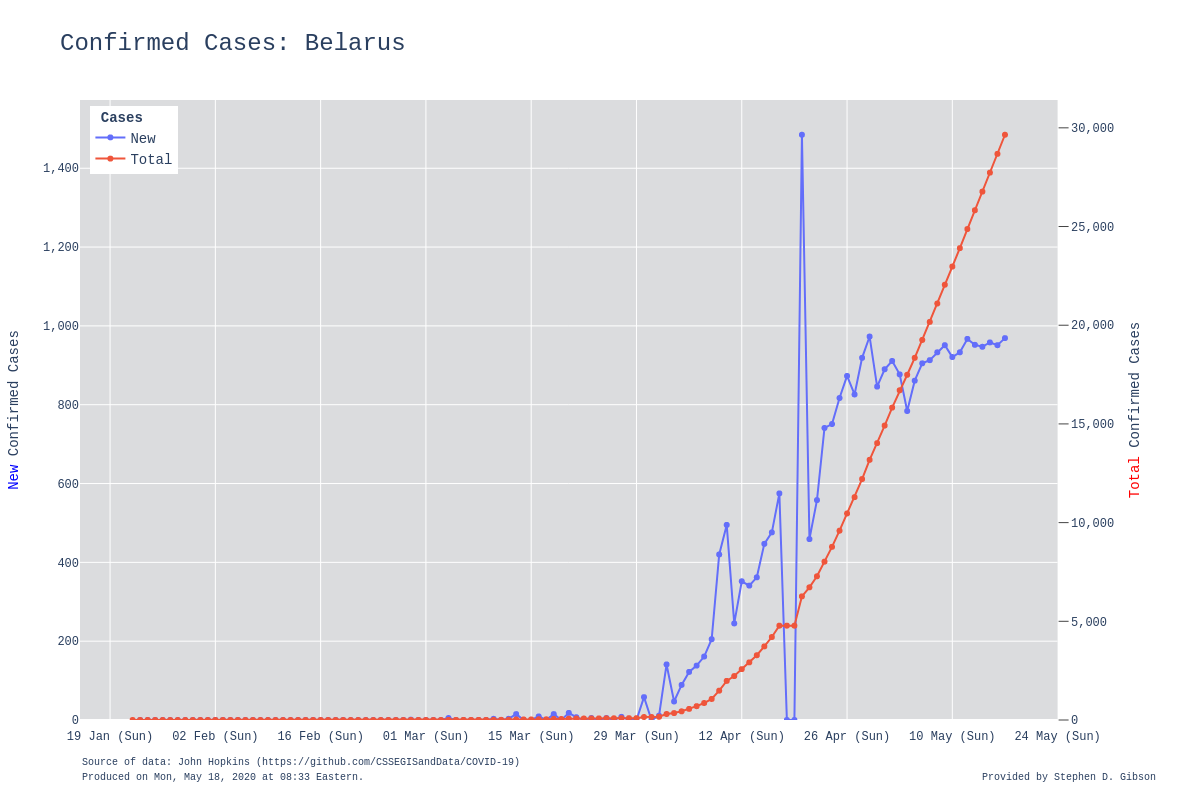 Confirmed Cases: Belarus
Cases
New
Total
1,400
1,200
1,000
800
600
400
200
0
New Confirmed Cases
30,000
25,000
20,000
15,000
10,000
5,000
0
Total Confirmed Cases
19 Jan (Sun) 02 Feb (Sun) 16 Feb (Sun) 01 Mar (Sun) 15 Mar (Sun) 29 Mar (Sun) 12 Apr (Sun) 26 Apr (Sun) 10 May (Sun) 24 May (Sun)
Source of data: John Hopkins (https://github.com/CSSEGISandData/COVID-19)
Produced on Mon, May 18, 2020 at 08:33 Eastern.
Provided by Stephen D. Gibson